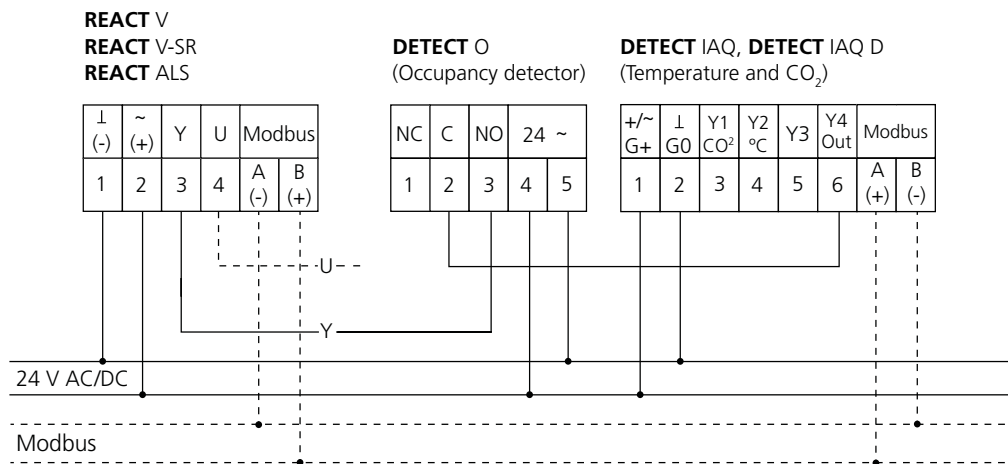 REACT V
REACT V-SR
REACT ALS
DETECT O
(Occupancy detector)
DETECT IAQ, DETECT IAQ D
(Temperature and CO₂)
⊥ (-) ~ (+) Y U Modbus
1 2 3 4 A (-) B (+)
NC C NO 24 ~
1 2 3 4 5
+/~ G+ ⊥ G0 Y1 CO² Y2 ºC Y3 Y4 Out Modbus
1 2 3 4 5 6 A (+) B (-)
U
Y
24 V AC/DC
Modbus